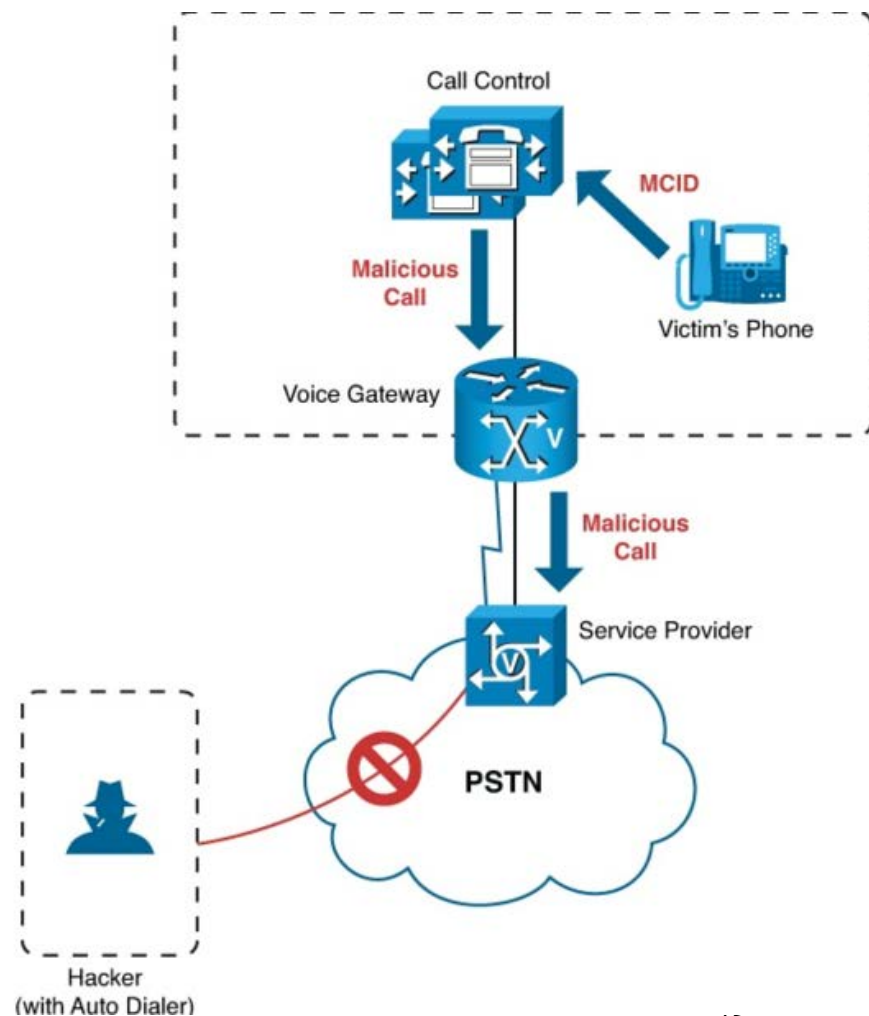 Call Control
MCID
Malicious
Call
Victim's Phone
Voice Gateway
V
Malicious
Call
Service Provider
V
PSTN
Hacker
(with Auto Dialer)